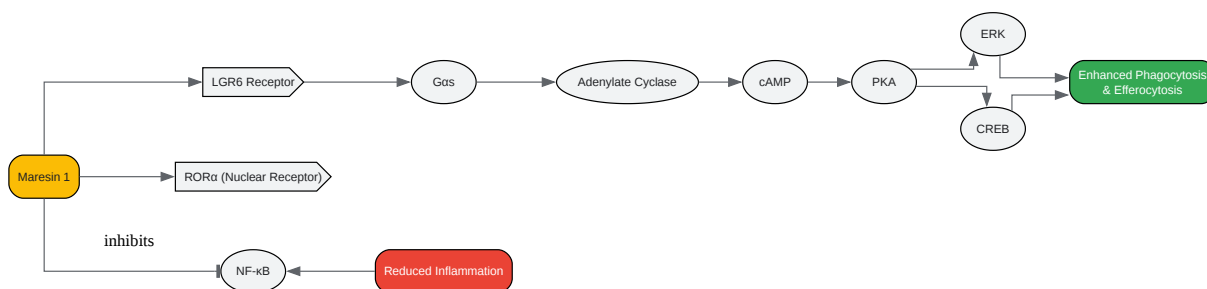 ERK
LGR6 Receptor
Gαs
Adenylate Cyclase
cAMP
PKA
Enhanced Phagocytosis
& Efferocytosis
CREB
Maresin 1
RORα (Nuclear Receptor)
inhibits
NF-κB
Reduced Inflammation